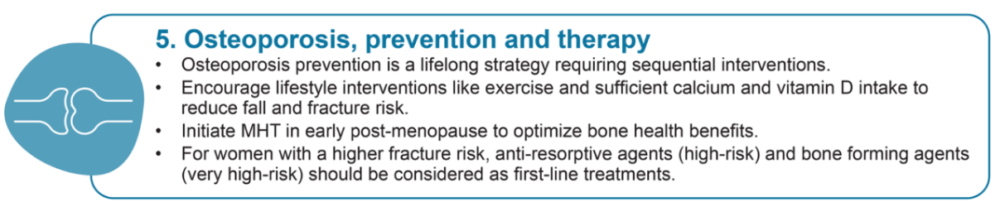 5. Osteoporosis, prevention and therapy
• Osteoporosis prevention is a lifelong strategy requiring sequential interventions.
• Encourage lifestyle interventions like exercise and sufficient calcium and vitamin D intake to
reduce fall and fracture risk.
• Initiate MHT in early post-menopause to optimize bone health benefits.
• For women with a higher fracture risk, anti-resorptive agents (high-risk) and bone forming agents
(very high-risk) should be considered as first-line treatments.